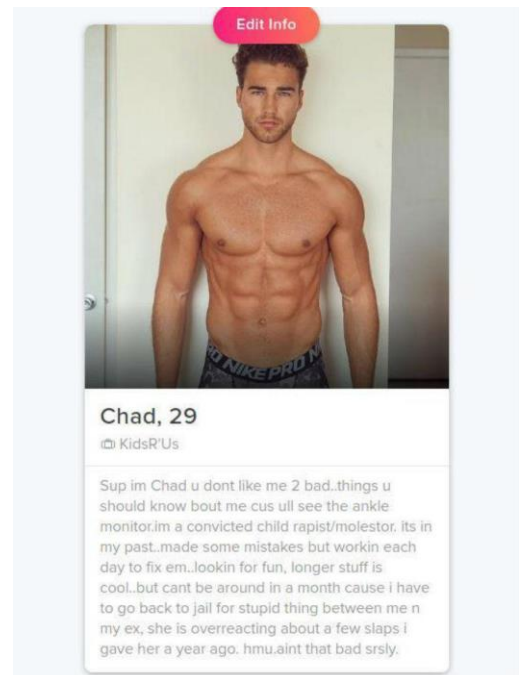 Edit Info
NIKE PRO
Chad, 29
KidsR'Us
Sup im Chad u dont like me 2 bad..things u
should know bout me cus ull see the ankle
monitor.im a convicted child rapist/molestor. its in
my past..made some mistakes but workin each
day to fix em..lookin for fun, longer stuff is
cool..but cant be around in a month cause i have
to go back to jail for stupid thing between me n
my ex, she is overreacting about a few slaps i
gave her a year ago. hmu.aint that bad srsly.